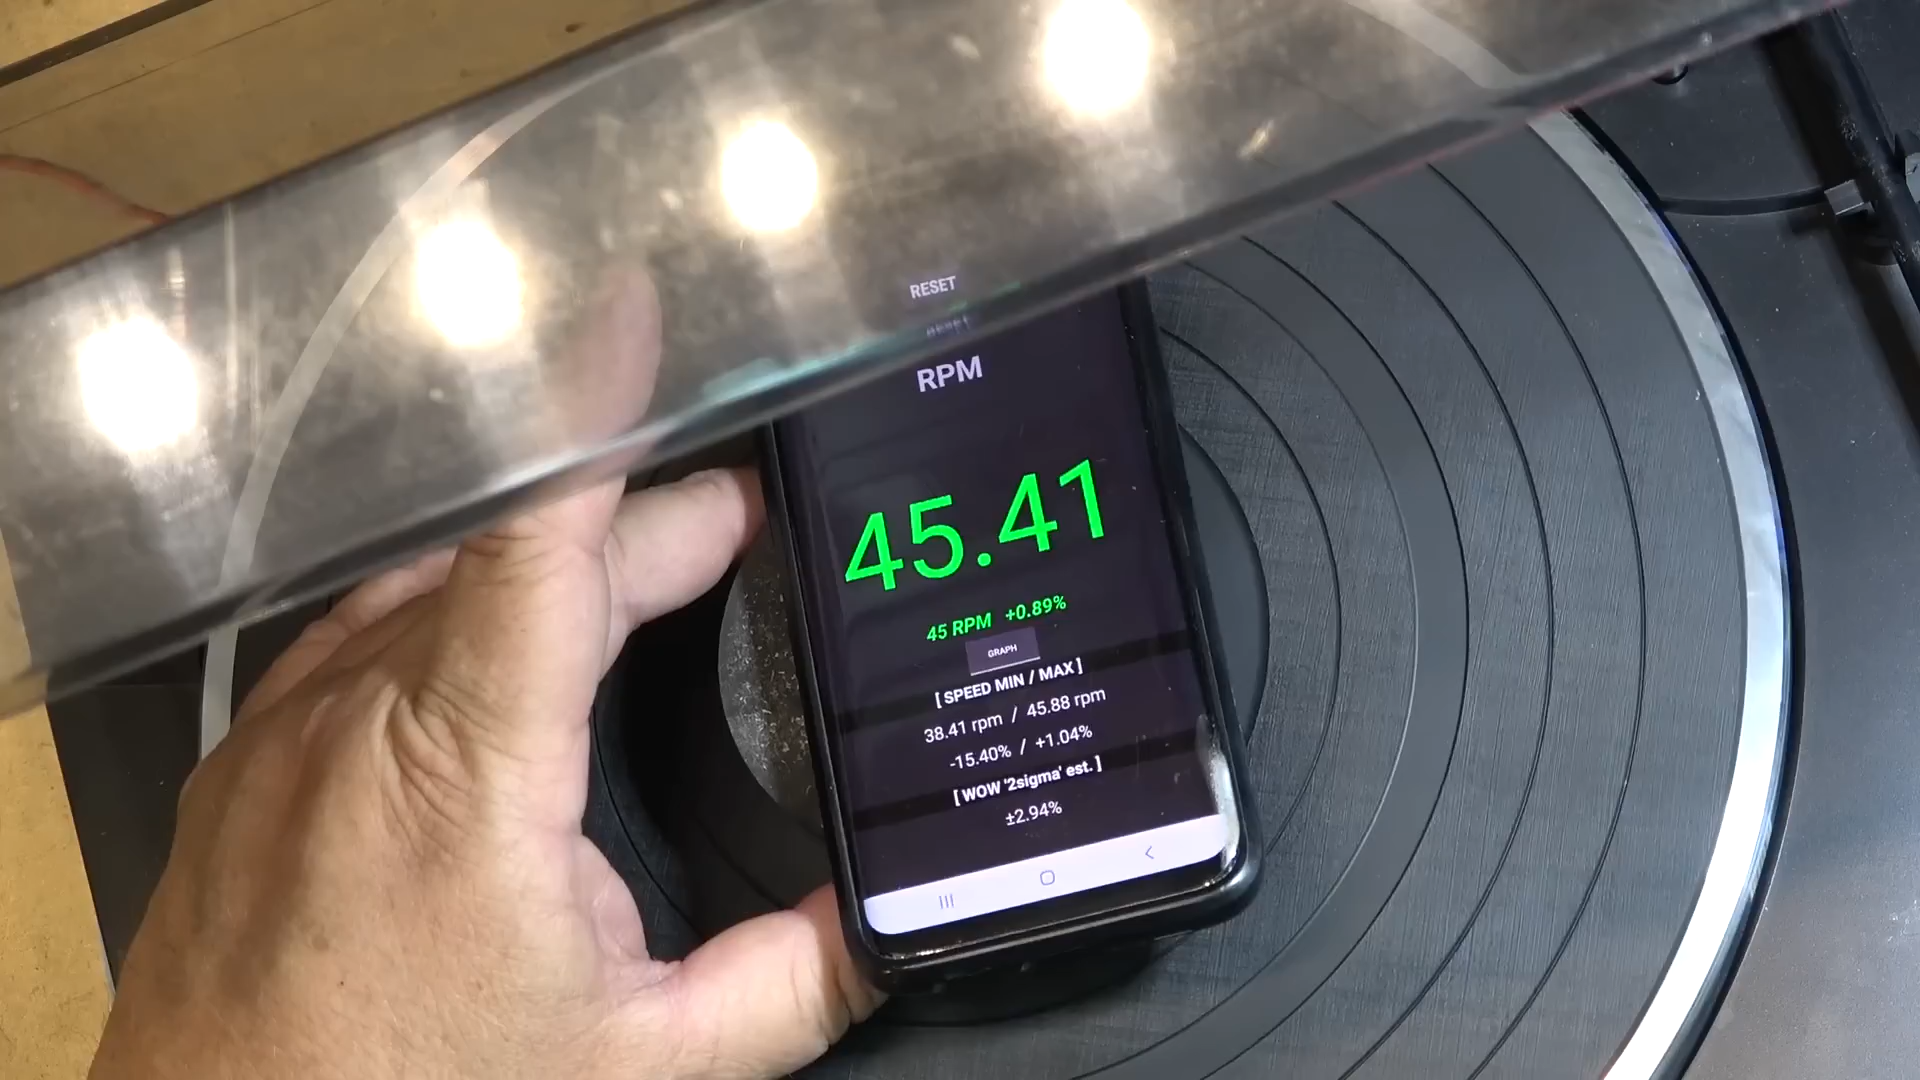 RESET
RPM
45.41
45 RPM +0.89%
GRAPH
[ SPEED MIN / MAX ]
38.41 rpm / 45.88 rpm
-15.40% / +1.04%
[ WOW '2sigma' est. ]
±2.94%